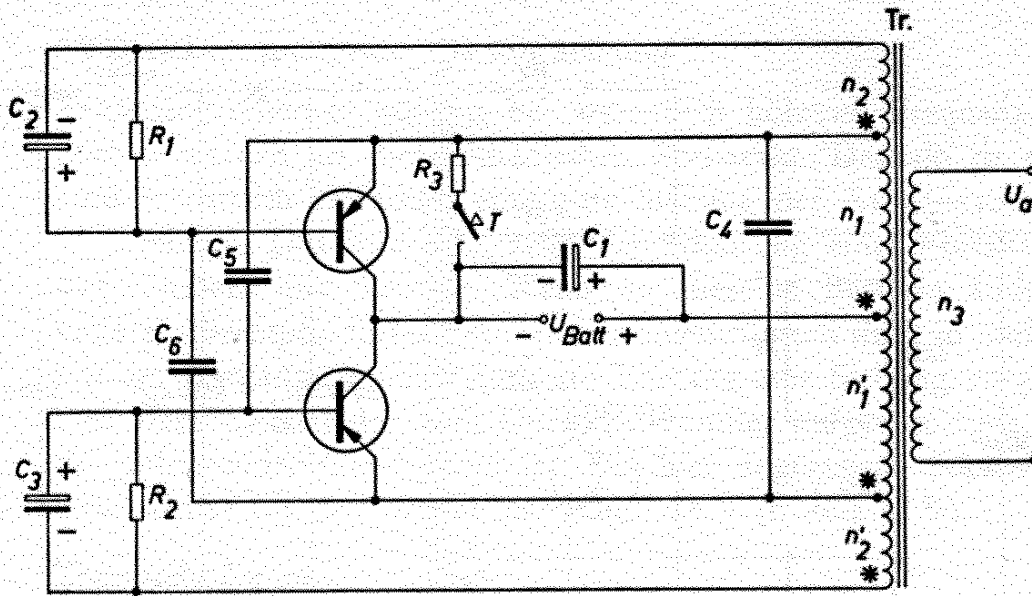 Tr.
C2
−
+
R1
n2
*
R3
Ua
T
C5
C1
−
+
C4
n1
*
n3
UBatt
−
+
C6
n'1
C3
+
−
R2
*
n'2
*